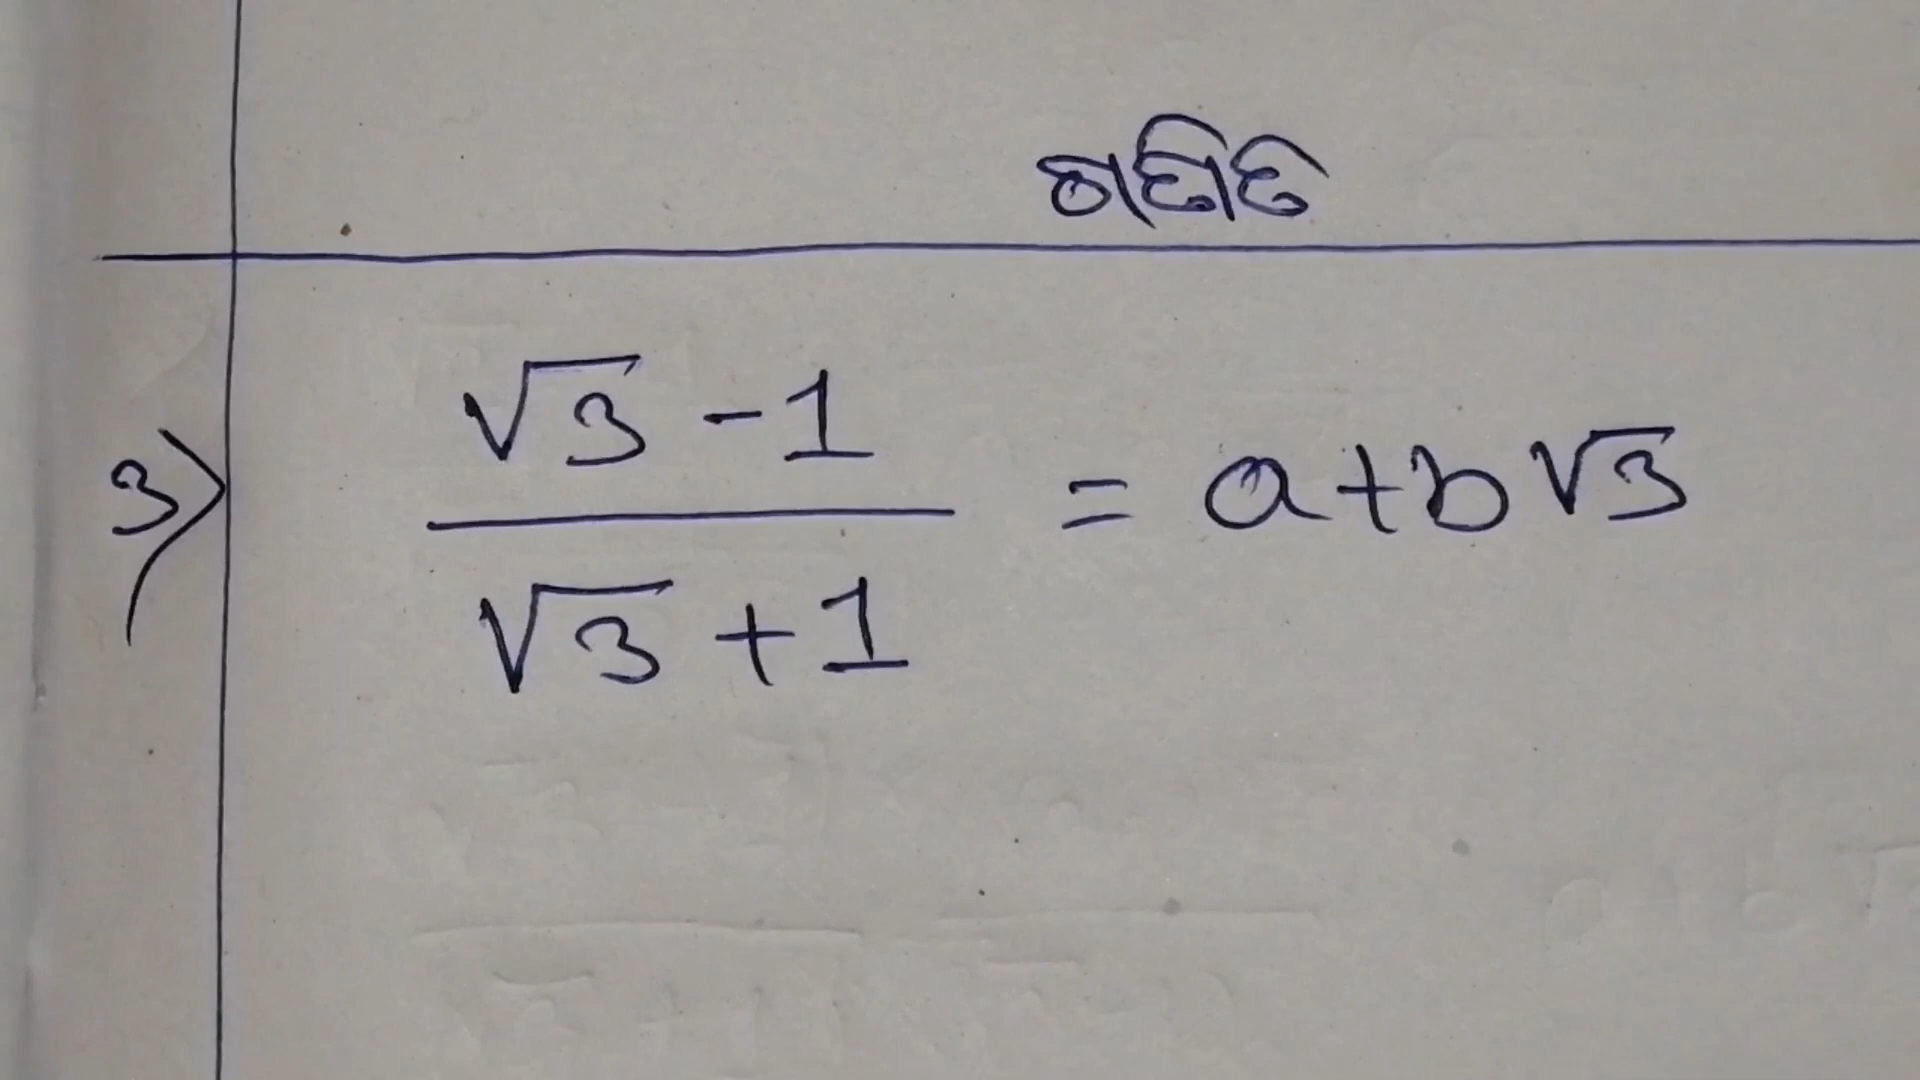 ଗଣିତ
3) (√3 - 1) / (√3 + 1) = a + b√3